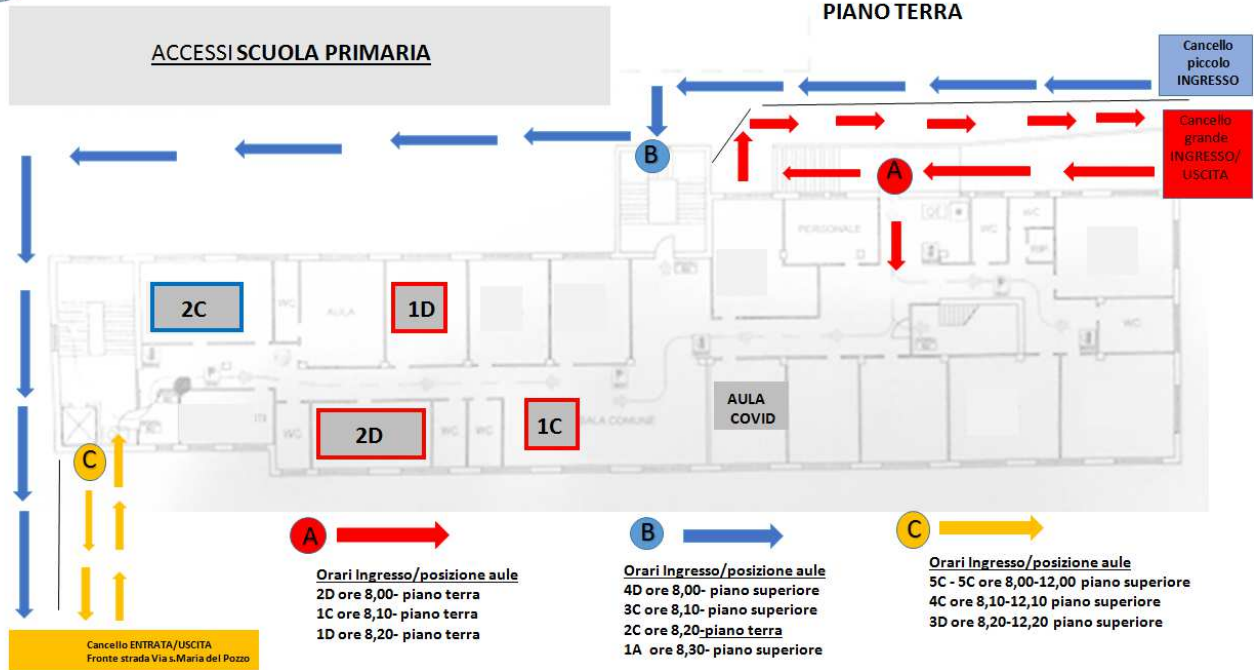 PIANO TERRA
ACCESSI SCUOLA PRIMARIA
Cancello
piccolo
INGRESSO
Cancello
grande
INGRESSO/
USCITA
B
A
PERSONALE
WC
WC
2C
WC
AULA
1D
WC
AULA
COVID
WC
2D
WC
WC
1C
SALA COMUNE
C
A
Orari Ingresso/posizione aule
2D ore 8,00- piano terra
1C ore 8,10- piano terra
1D ore 8,20- piano terra
B
Orari Ingresso/posizione aule
4D ore 8,00- piano superiore
3C ore 8,10- piano superiore
2C ore 8,20-piano terra
1A ore 8,30- piano superiore
C
Orari Ingresso/posizione aule
5C - 5C ore 8,00-12,00 piano superiore
4C ore 8,10-12,10 piano superiore
3D ore 8,20-12,20 piano superiore
Cancello ENTRATA/USCITA
Fronte strada Via s.Maria del Pozzo